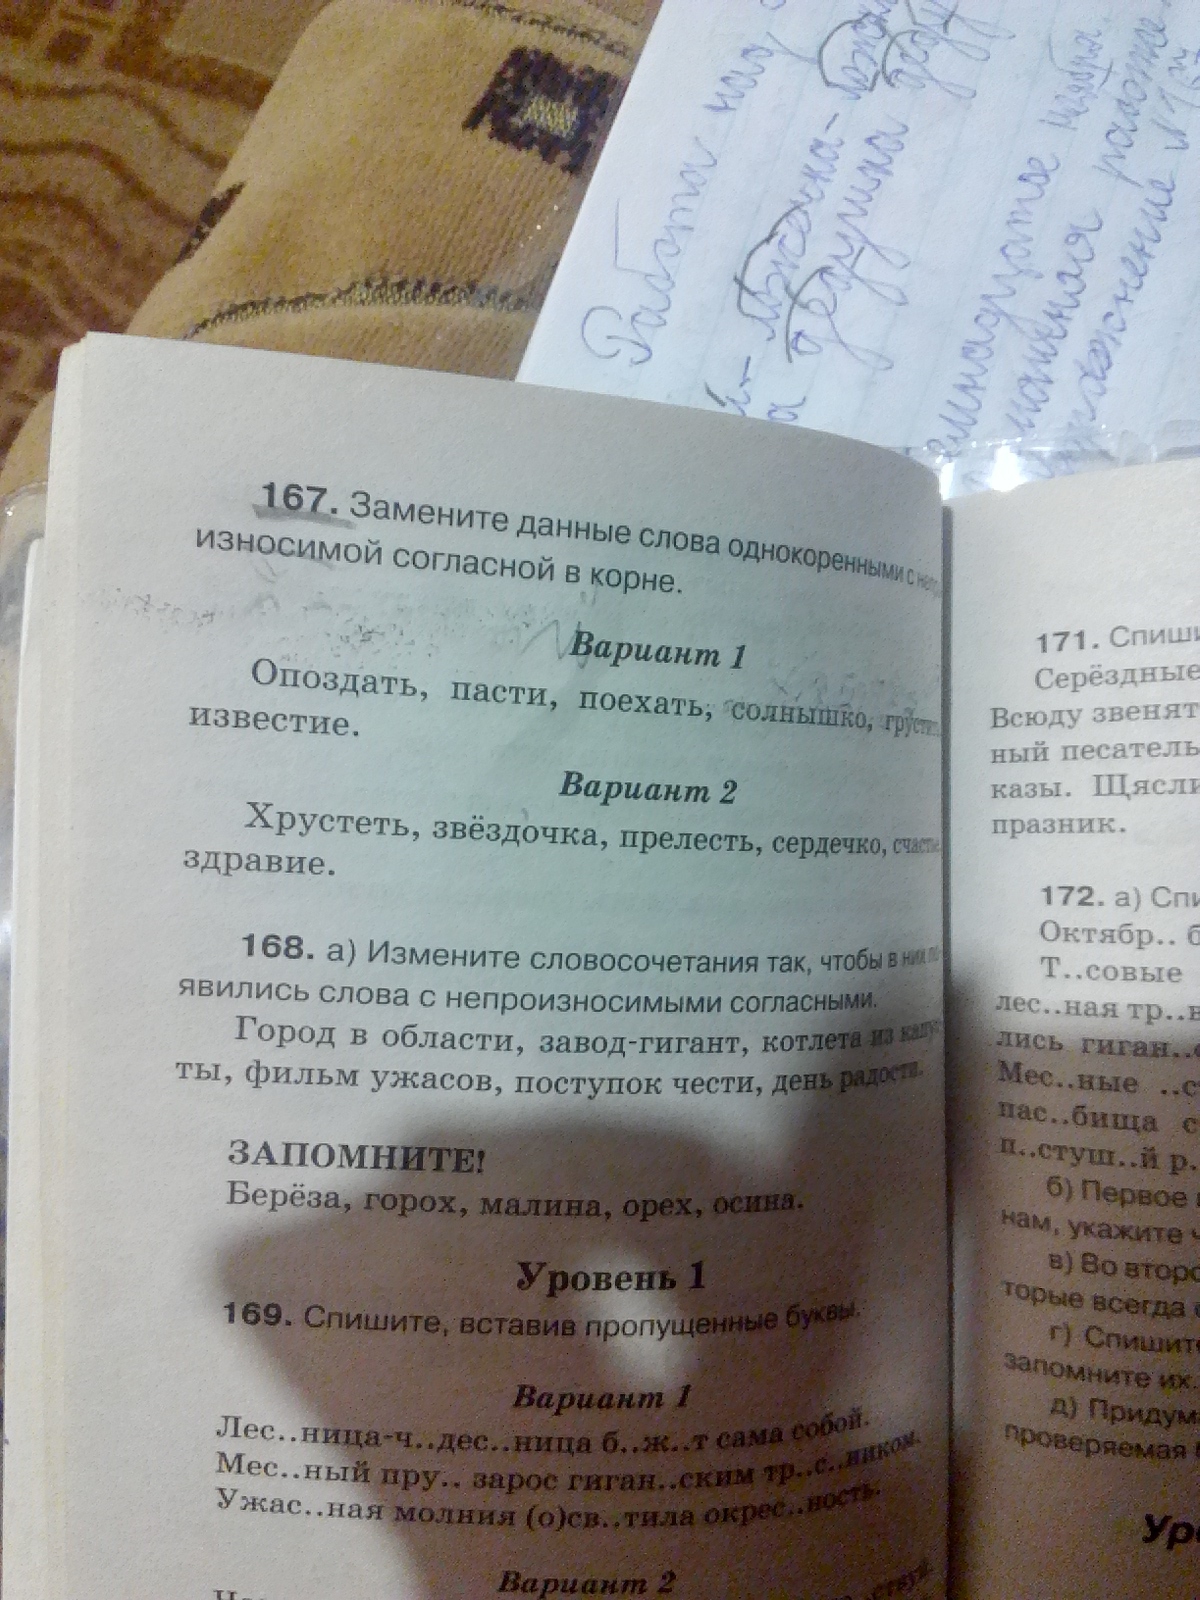 Работа над
167. Замените данные слова однокоренными с непро-
износимой согласной в корне.
Вариант 1
Опоздать, пасти, поехать, солнышко,
известие.
Вариант 2
Хрустеть, звёздочка, прелесть, сердечко,
здравие.
168. а) Измените словосочетания так, чтобы в них по-
явились слова с непроизносимыми согласными.
Город в области, завод-гигант, котлета из капус-
ты, фильм ужасов, поступок чести, день радости.
ЗАПОМНИТЕ!
Берёза, горох, малина, орех, осина.
Уровень 1
169. Спишите, вставив пропущенные буквы.
Вариант 1
Лес..ница-ч..дес..ница б..ж..т сама собой.
Мес..ный пру.. зарос гиган..ским тр..с..ником.
Ужас..ная молния (о)св..тила окрес..ность.
Вариант 2
171. Спиши
Серёздные
Всюду звенят
ный песатель
казы. Щясли
празник.
172. а) Спи
Октябр.. б
Т..совые
лес..ная тр..в
лись гиган..с
Мес..ные ..с
пас..бища с
п..стуш..й р.
б) Первое
нам, укажите ч
в) Во второ
торые всегда
г) Спишите
запомните их.
д) Придум
проверяемая
Уро